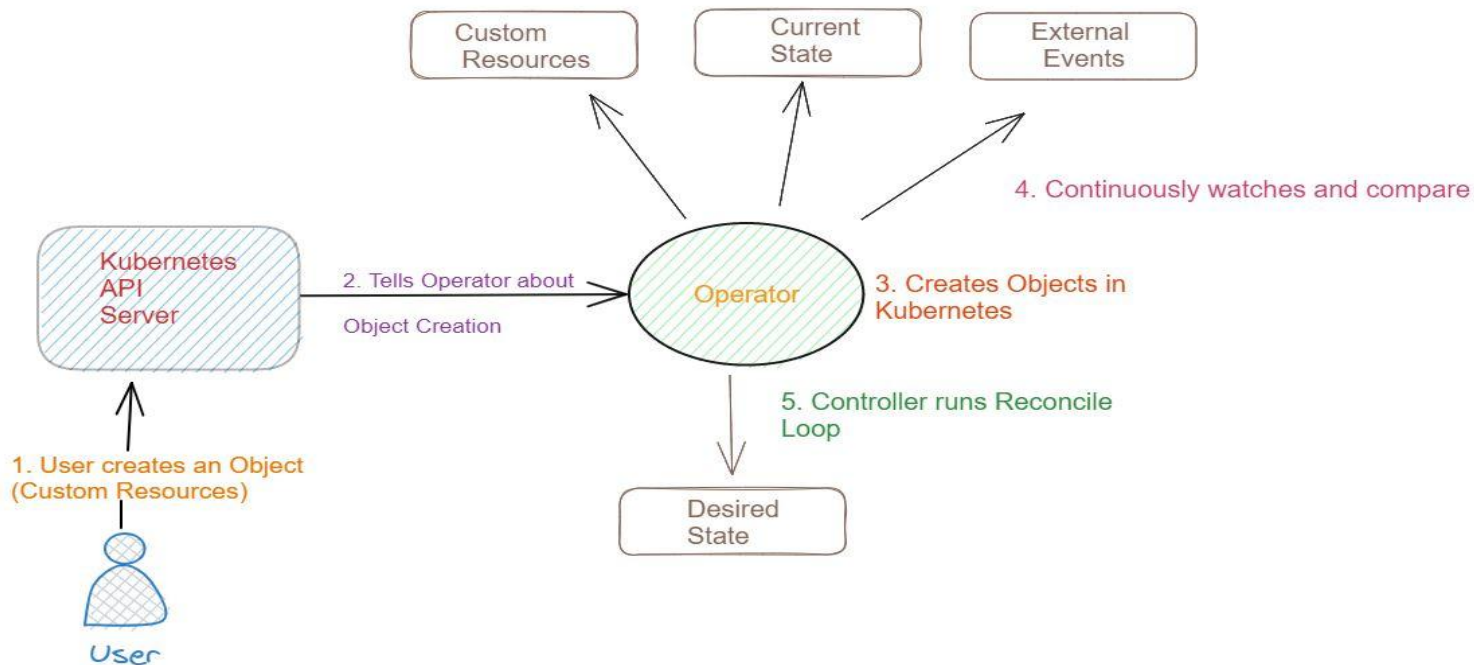 Custom
Resources
Current
State
External
Events
4. Continuously watches and compare
Kubernetes
API
Server
2. Tells Operator about
Object Creation
Operator
3. Creates Objects in
Kubernetes
5. Controller runs Reconcile
Loop
1. User creates an Object
(Custom Resources)
Desired
State
User